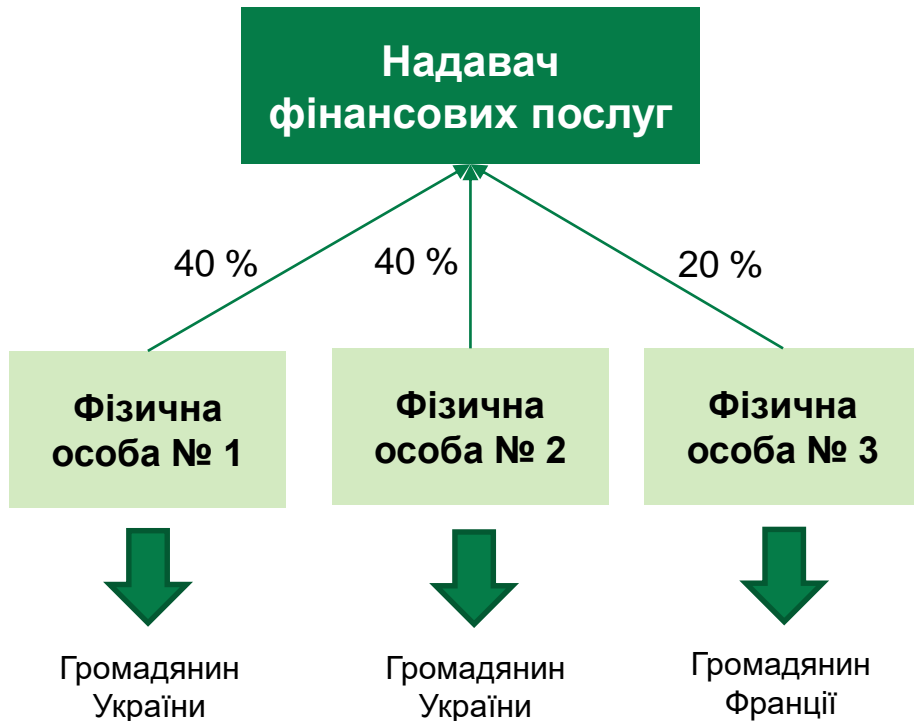 Надавач
фінансових послуг
40 %
40 %
20 %
Фізична
особа № 1
Фізична
особа № 2
Фізична
особа № 3
Громадянин
України
Громадянин
України
Громадянин
Франції